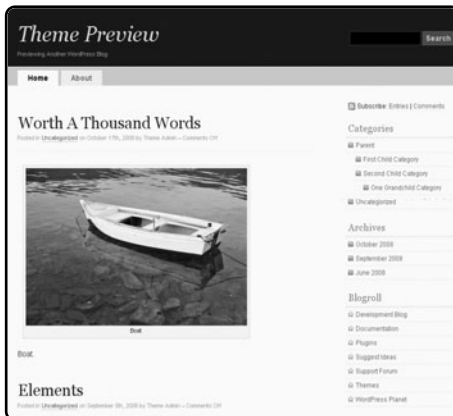 Theme Preview
Previewing Another WordPress Blog
Search
Home About
Worth A Thousand Words
Posted in Uncategorized on October 17th, 2008 by Theme Admin – Comments Off
Boat
Boat.
Elements
Posted in Uncategorized on September 5th, 2008 by Theme Admin – Comments Off
Subscribe: Entries | Comments
Categories
Parent
First Child Category
Second Child Category
One Grandchild Category
Uncategorized
Archives
October 2008
September 2008
June 2008
Blogroll
Development Blog
Documentation
Plugins
Suggest Ideas
Support Forum
Themes
WordPress Planet